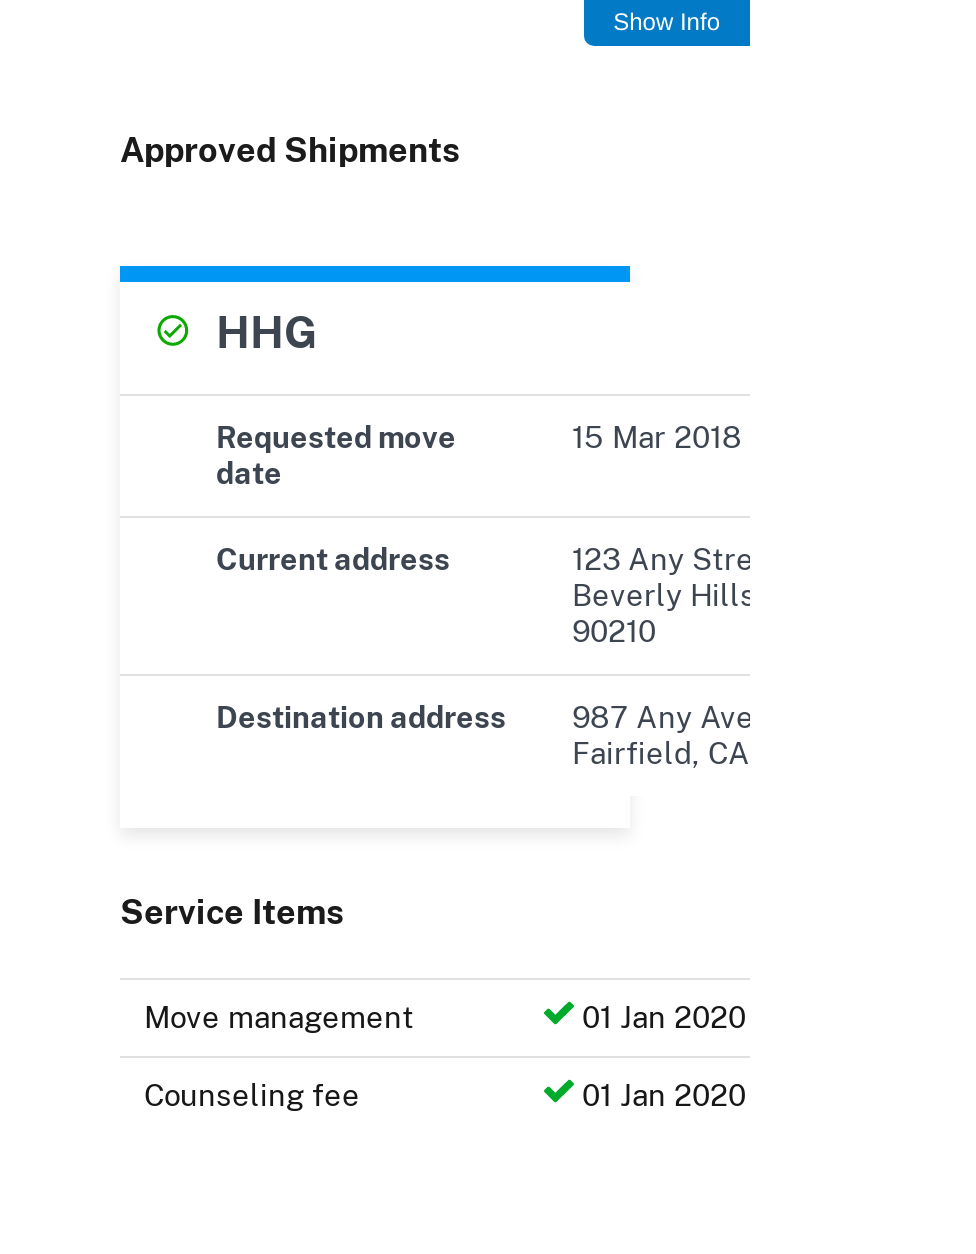 Show Info
Approved Shipments
HHG
Requested move
date
15 Mar 2018
Current address
123 Any Stre
Beverly Hills
90210
Destination address
987 Any Ave
Fairfield, CA
Service Items
Move management
01 Jan 2020
Counseling fee
01 Jan 2020